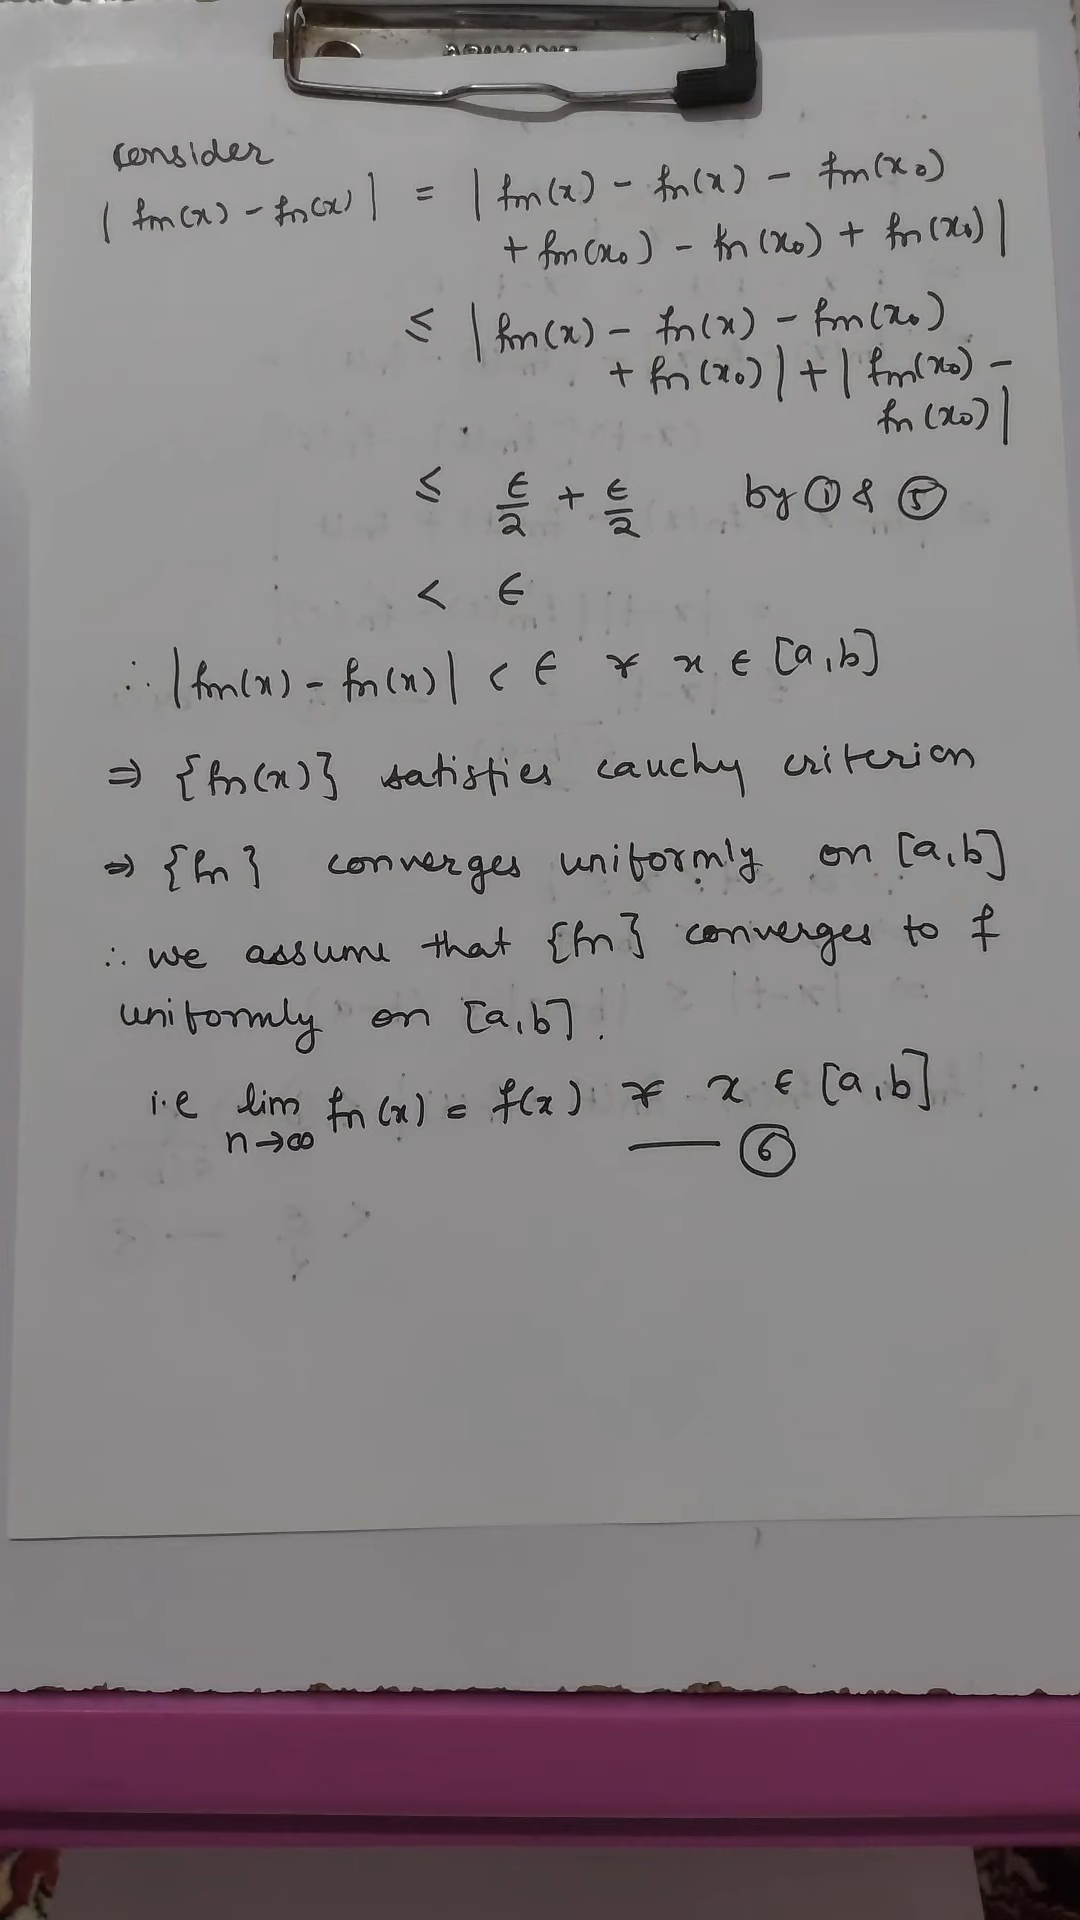 consider
|fm(x) - fn(x)| = |fm(x) - fn(x) - fm(x₀)
+ fm(x₀) - fn(x₀) + fn(x₀)|
≤ |fm(x) - fn(x) - fm(x₀)
+ fn(x₀)| + |fm(x₀) -
fn(x₀)|
≤ ε/2 + ε/2 by ① & ⑤
< ε
∴ |fm(x) - fn(x)| < ε ∀ x ∈ [a,b]
⇒ {fn(x)} satisfies cauchy criterion
⇒ {fn} converges uniformly on [a,b]
∴ we assume that {fn} converges to f
uniformly on [a,b].
i.e lim n→∞ fn(x) = f(x) ∀ x ∈ [a,b]
— ⑥